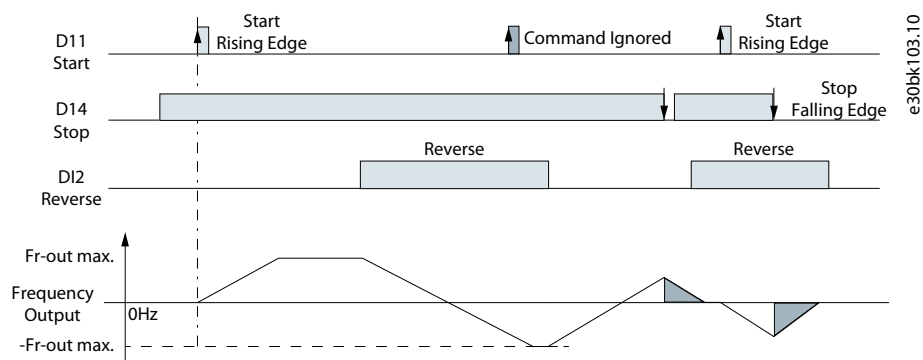 D11
Start
Start
Rising Edge
Command Ignored
Start
Rising Edge
D14
Stop
Stop
Falling Edge
DI2
Reverse
Reverse
Reverse
Fr-out max.
Frequency
Output
0Hz
-Fr-out max.
e30bk103.10